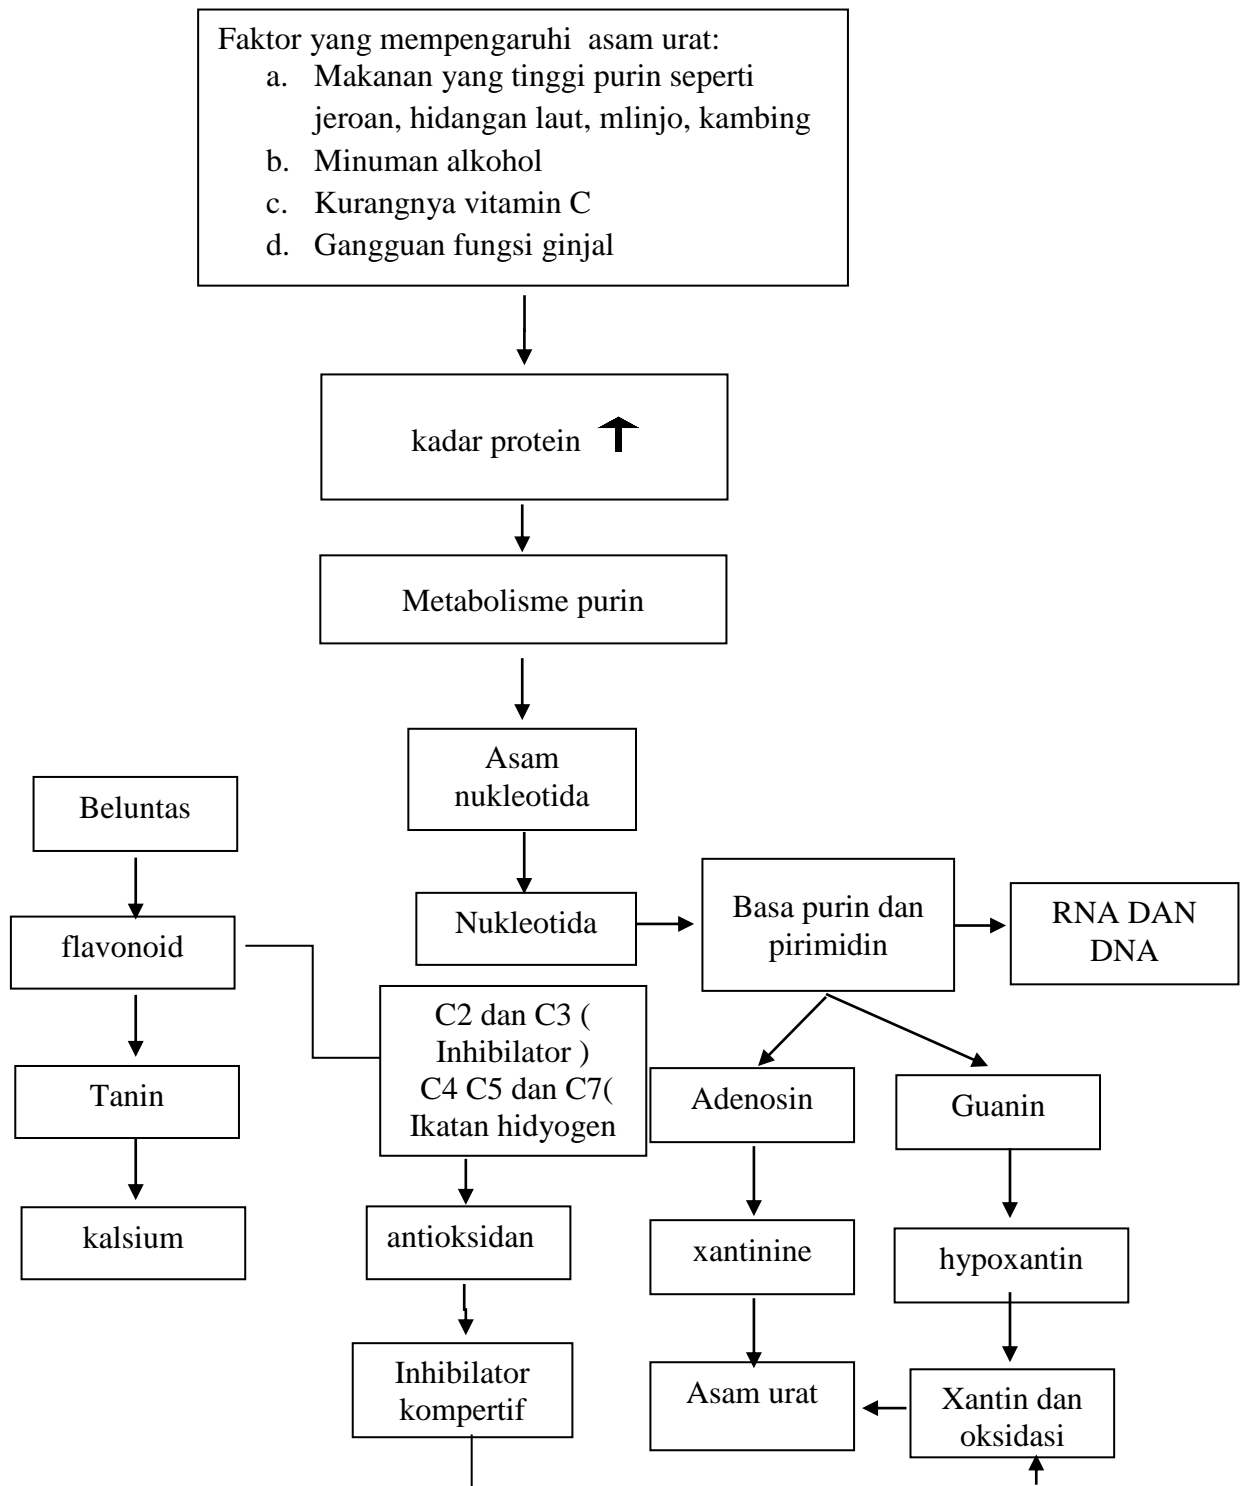 Faktor yang mempengaruhi  asam urat:
a. Makanan yang tinggi purin seperti
jeroan, hidangan laut, mlinjo, kambing
b. Minuman alkohol
c. Kurangnya vitamin C
d. Gangguan fungsi ginjal
kadar protein
Metabolisme purin
Asam
nukleotida
Beluntas
Nukleotida
Basa purin dan
pirimidin
RNA DAN
DNA
flavonoid
C2 dan C3 (
Inhibilator )
C4 C5 dan C7(
Ikatan hidyogen
Tanin
Adenosin
Guanin
kalsium
antioksidan
xantinine
hypoxantin
Inhibilator
kompertif
Asam urat
Xantin dan
oksidasi